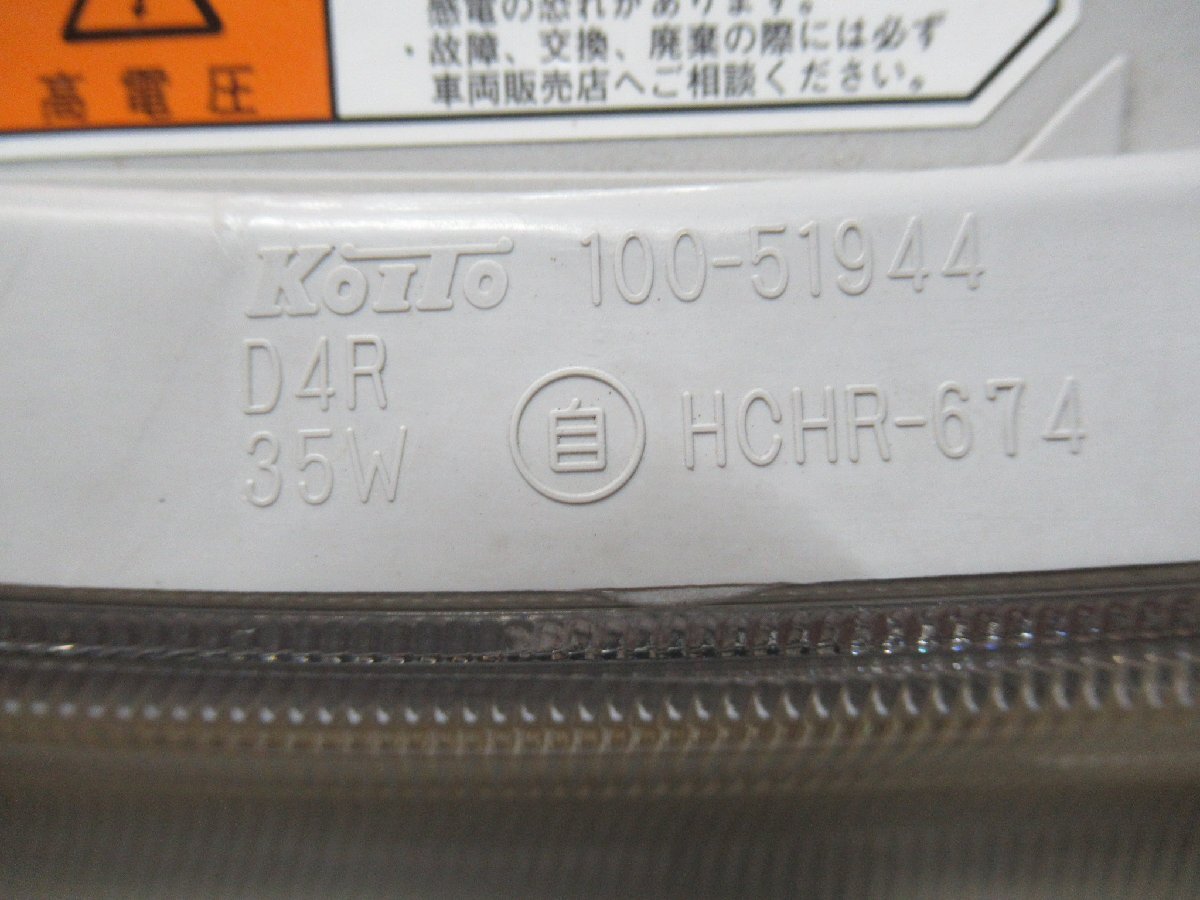 感電の恐れがあります。
・故障、交換、廃棄の際には必ず
車両販売店へご相談ください。
高電圧
KOITO 100-51944
D4R
35W
自 HCHR-674